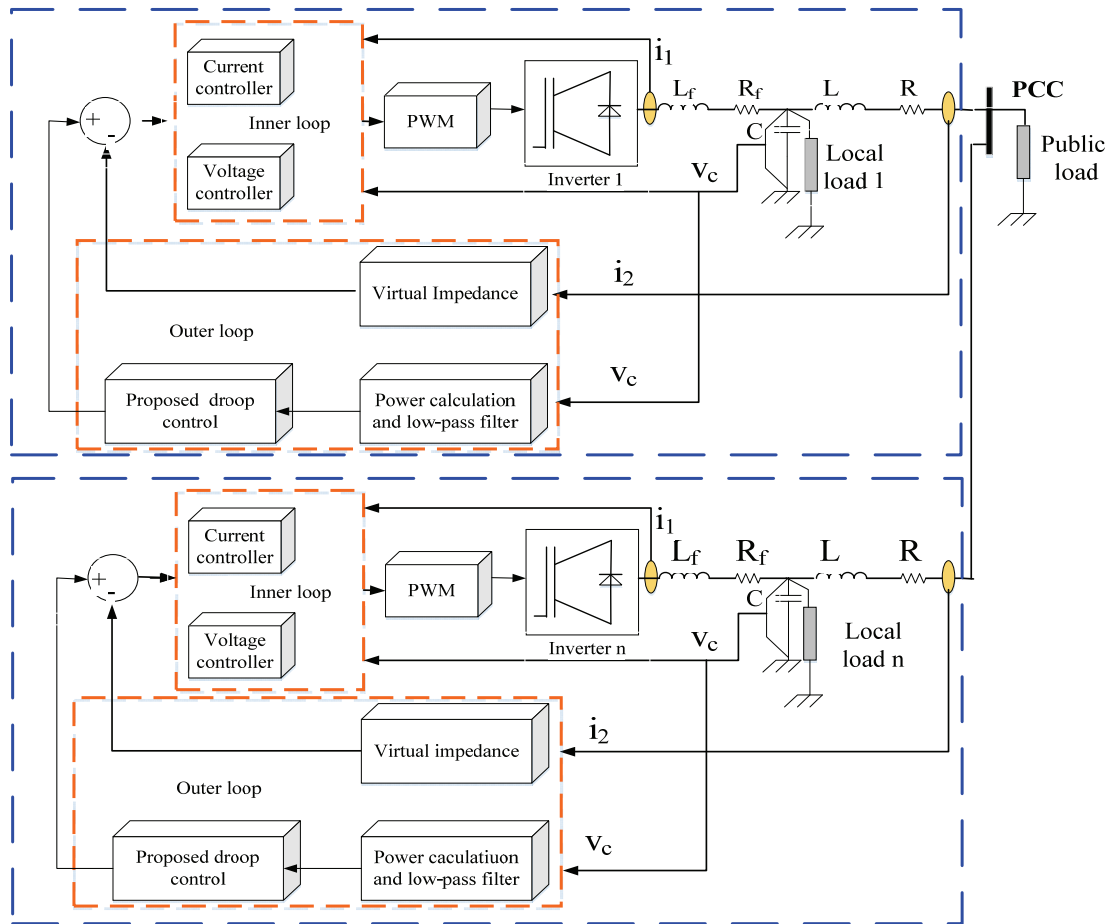 Current
controller
Inner loop
Voltage
controller
+
-
PWM
Inverter 1
i1
Lf
Rf
L
R
C
vc
Local
load 1
PCC
Public
load
Virtual Impedance
i2
Outer loop
vc
Proposed droop
control
Power calculation
and low-pass filter
Current
controller
Inner loop
Voltage
controller
+
-
PWM
Inverter n
i1
Lf
Rf
L
R
C
vc
Local
load n
Virtual impedance
i2
Outer loop
vc
Proposed droop
control
Power caculatiuon
and low-pass filter